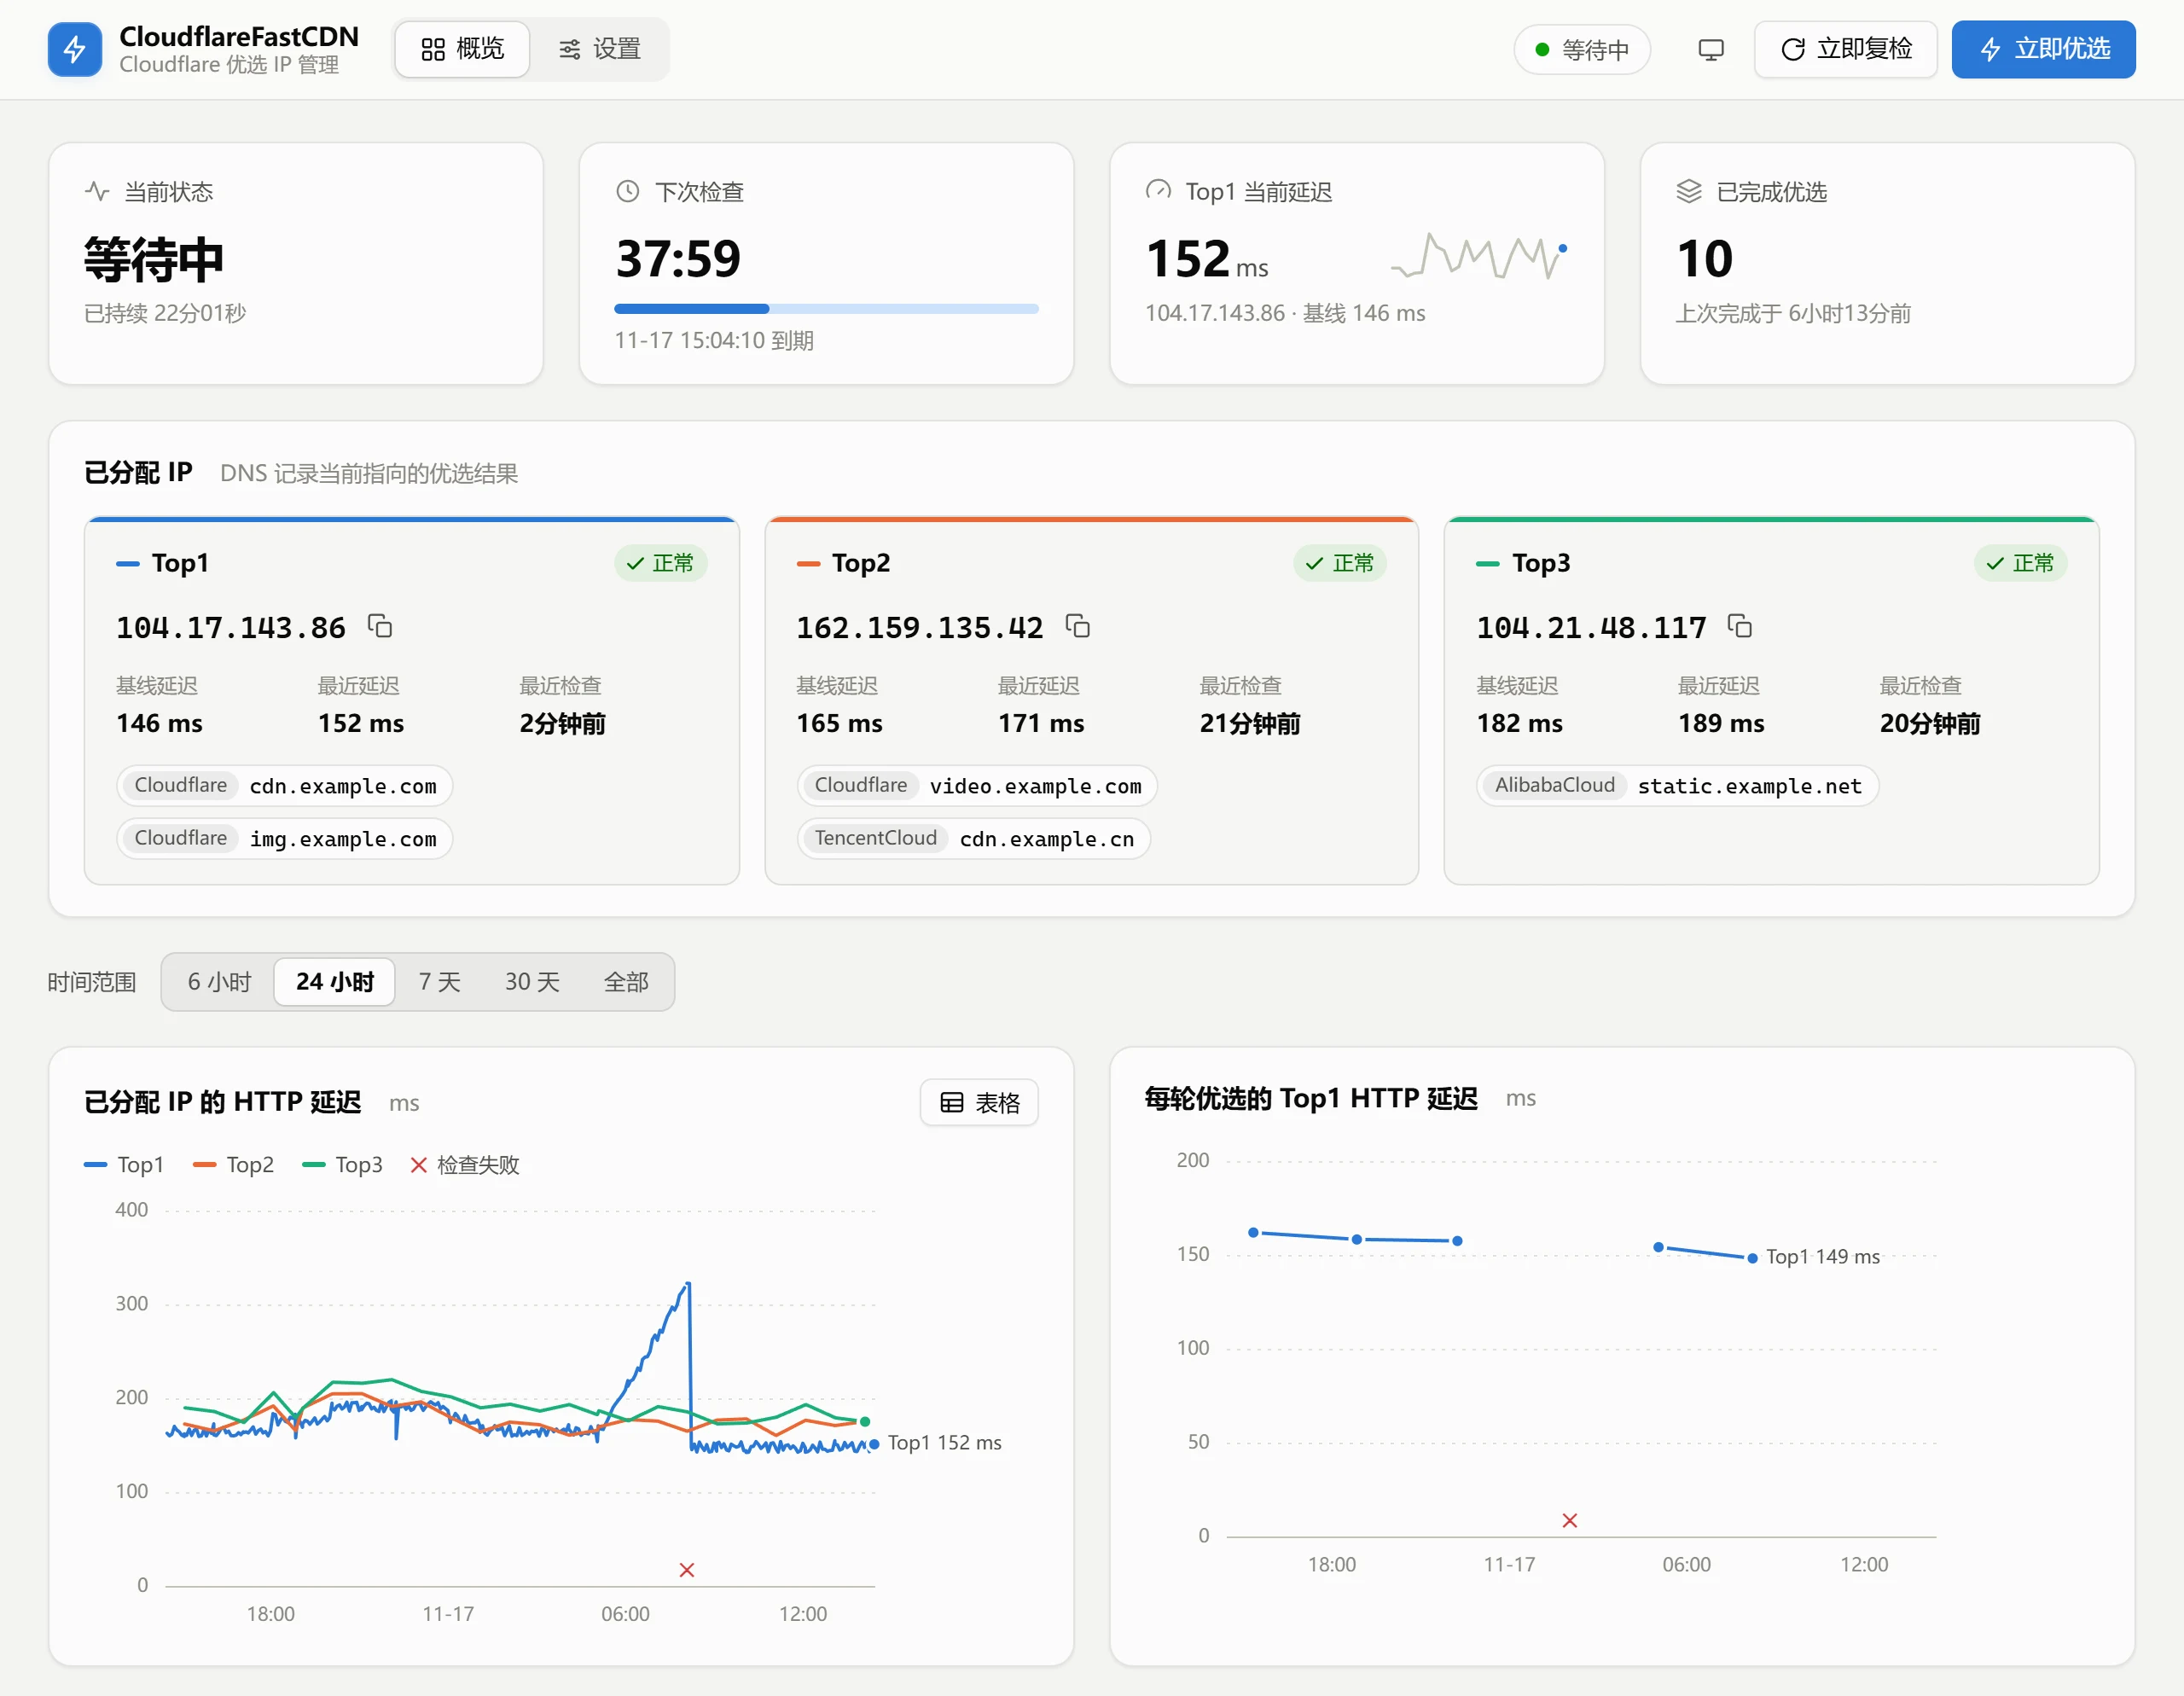 CloudflareFastCDN
Cloudflare 优选 IP 管理
概览
设置
等待中
立即复检
立即优选
当前状态
等待中
已持续 22分01秒
下次检查
37:59
11-17 15:04:10 到期
Top1 当前延迟
152 ms
104.17.143.86 · 基线 146 ms
已完成优选
10
上次完成于 6小时13分前
已分配 IP DNS 记录当前指向的优选结果
Top1 正常
104.17.143.86
基线延迟 最近延迟 最近检查
146 ms 152 ms 2分钟前
Cloudflare cdn.example.com
Cloudflare img.example.com
Top2 正常
162.159.135.42
基线延迟 最近延迟 最近检查
165 ms 171 ms 21分钟前
Cloudflare video.example.com
TencentCloud cdn.example.cn
Top3 正常
104.21.48.117
基线延迟 最近延迟 最近检查
182 ms 189 ms 20分钟前
AlibabaCloud static.example.net
时间范围 6 小时 24 小时 7 天 30 天 全部
已分配 IP 的 HTTP 延迟 ms
表格
Top1 Top2 Top3 检查失败
400
300
200
100
0
Top1 152 ms
18:00 11-17 06:00 12:00
每轮优选的 Top1 HTTP 延迟 ms
200
150
100
50
0
Top1 149 ms
18:00 11-17 06:00 12:00